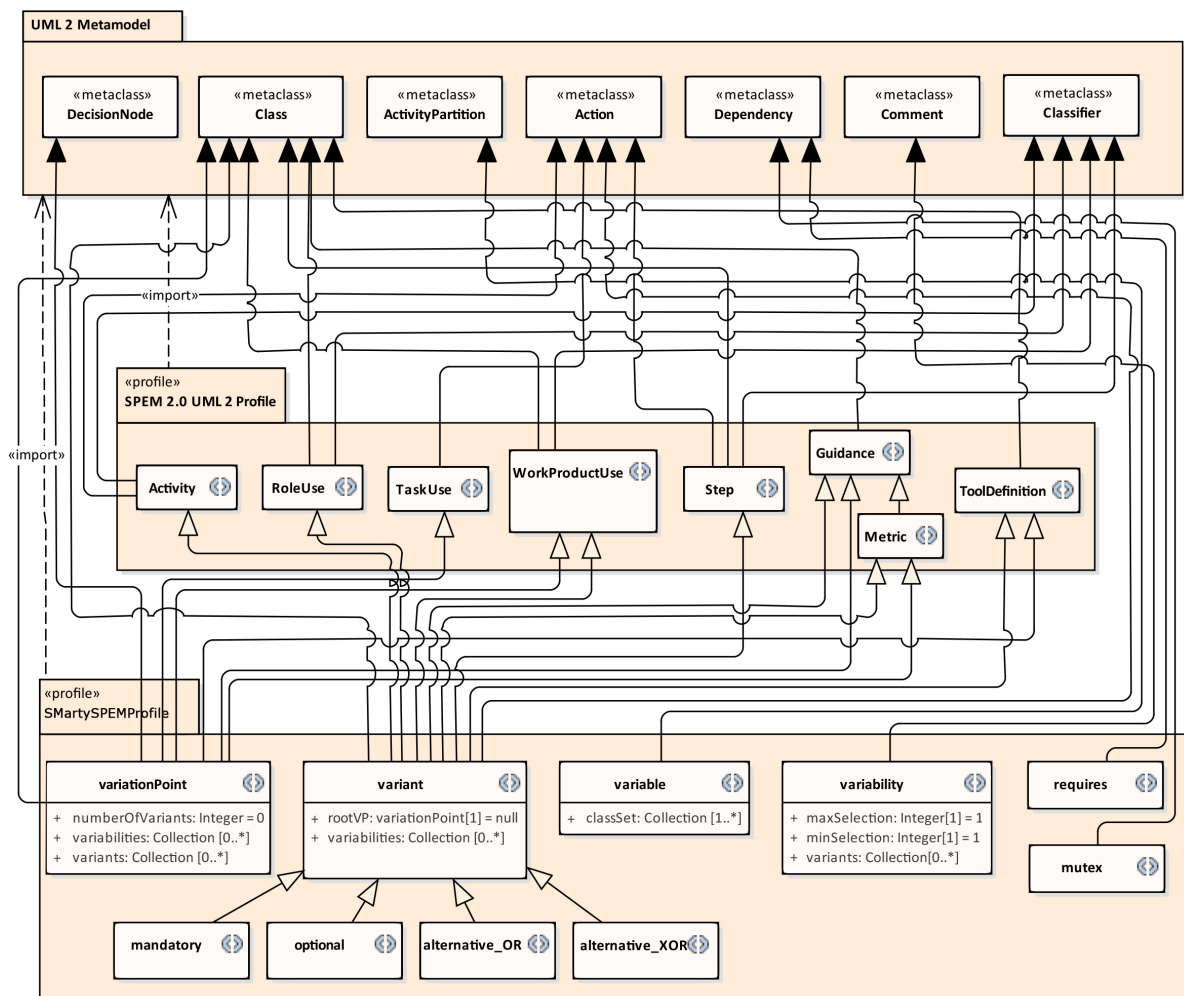 UML 2 Metamodel
«metaclass»
DecisionNode
«metaclass»
Class
«metaclass»
ActivityPartition
«metaclass»
Action
«metaclass»
Dependency
«metaclass»
Comment
«metaclass»
Classifier
«import»
«profile»
SPEM 2.0 UML 2 Profile
«import»
Activity
RoleUse
TaskUse
WorkProductUse
Step
Guidance
Metric
ToolDefinition
«profile»
SMartySPEMProfile
variationPoint
+ numberOfVariants: Integer = 0
+ variabilities: Collection [0..*]
+ variants: Collection [0..*]
variant
+ rootVP: variationPoint[1] = null
+ variabilities: Collection [0..*]
variable
+ classSet: Collection [1..*]
variability
+ maxSelection: Integer[1] = 1
+ minSelection: Integer[1] = 1
+ variants: Collection[0..*]
requires
mutex
mandatory
optional
alternative_OR
alternative_XOR